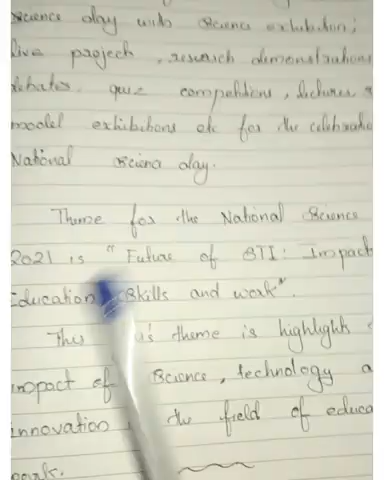 science day with science exhibition,
live project, research demonstrations
debates. quiz competitions, lectures &
model exhibitions etc for the celebratio
National Science day.
Theme for the National Science
2021 is "Future of STI: Impact
Education Skills and work".
This theme is highlight
impact of Science, technology a
innovation the field of educa